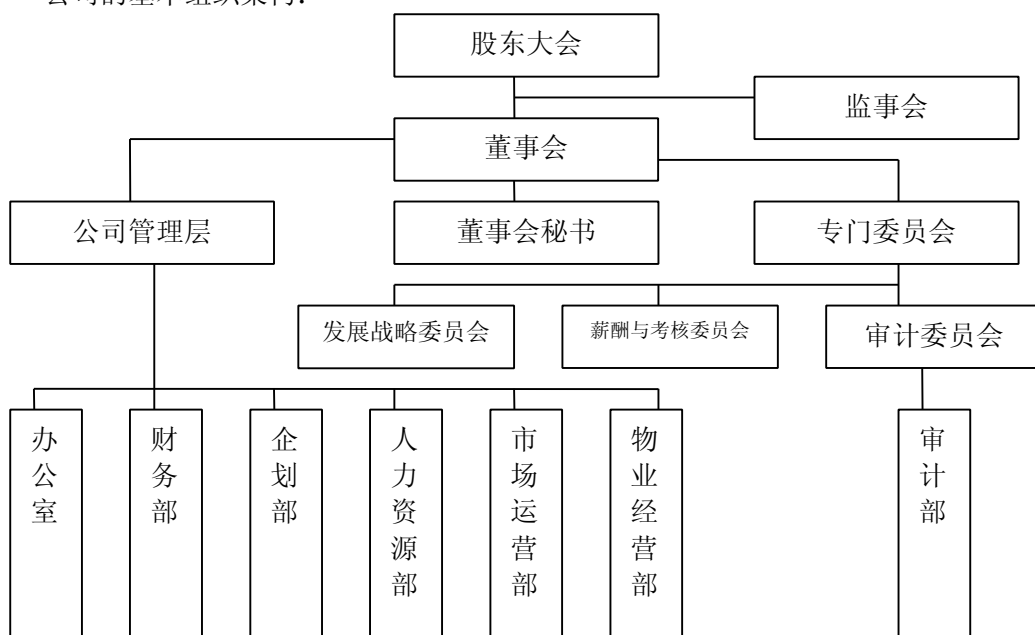 公司的基本组织架构：
股东大会
监事会
董事会
公司管理层
董事会秘书
专门委员会
发展战略委员会
薪酬与考核委员会
审计委员会
办公室
财务部
企划部
人力资源部
市场运营部
物业经营部
审计部